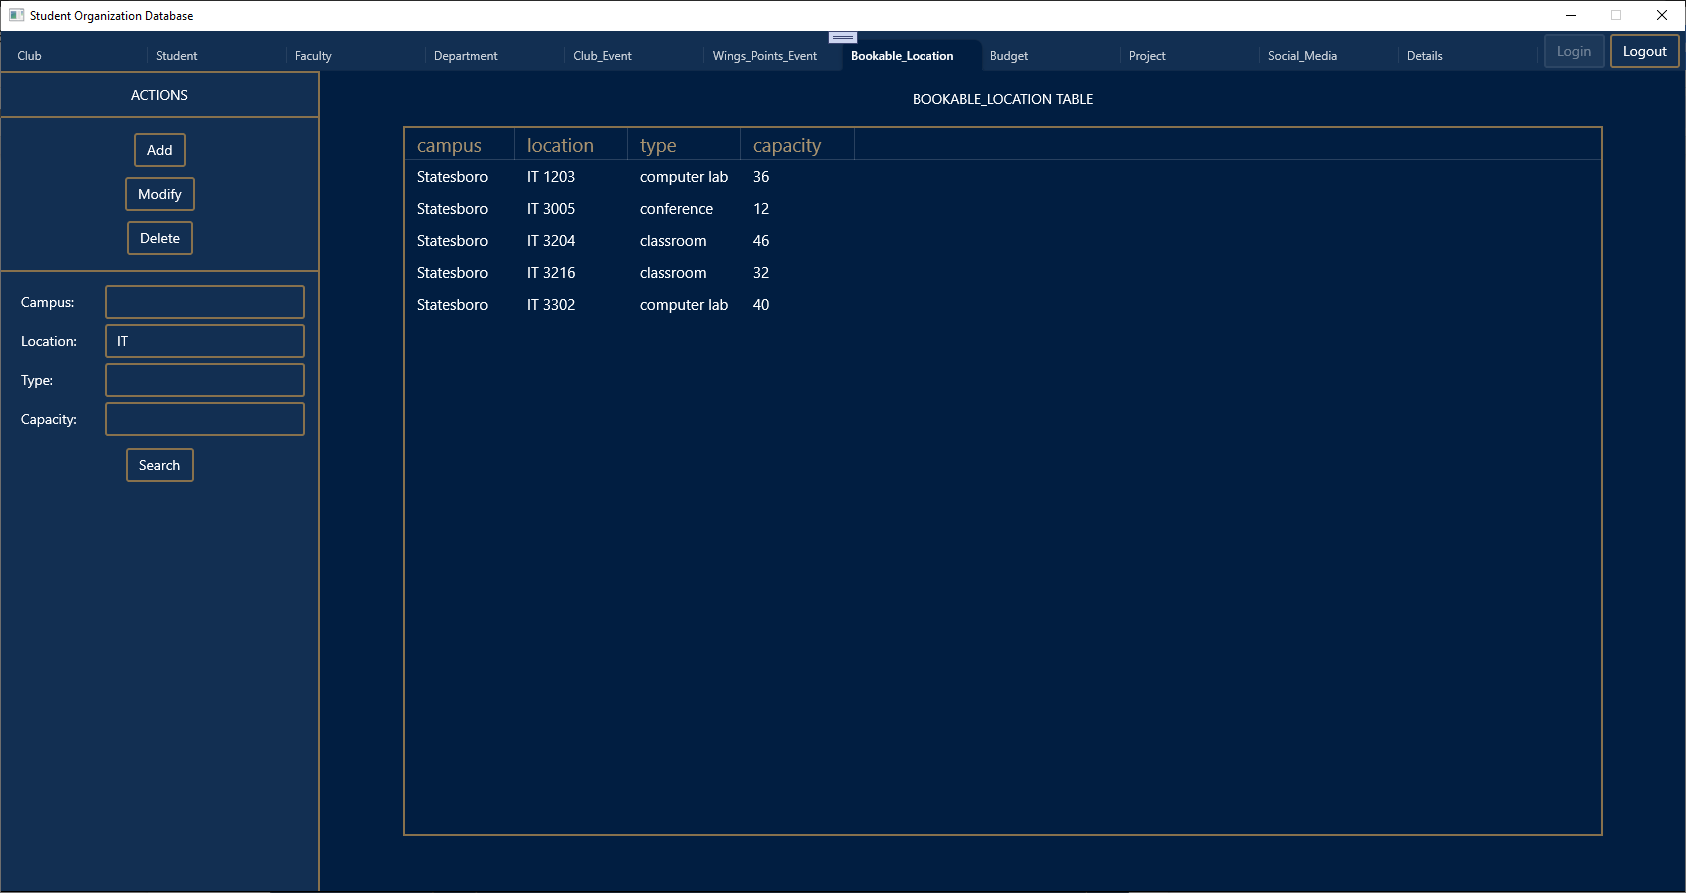 Student Organization Database
Club Student Faculty Department Club_Event Wings_Points_Event Bookable_Location Budget Project Social_Media Details Login Logout
ACTIONS
Add
Modify
Delete
Campus:
Location: IT
Type:
Capacity:
Search
BOOKABLE_LOCATION TABLE
campus location type capacity
Statesboro IT 1203 computer lab 36
Statesboro IT 3005 conference 12
Statesboro IT 3204 classroom 46
Statesboro IT 3216 classroom 32
Statesboro IT 3302 computer lab 40